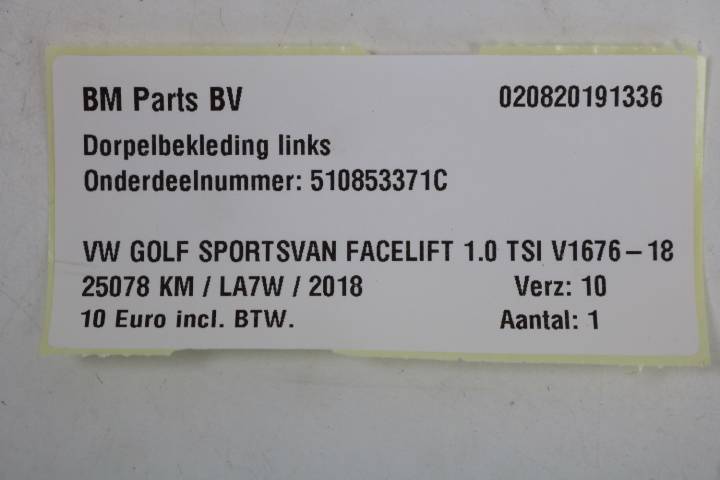 BM Parts BV 020820191336
Dorpelbekleding links
Onderdeelnummer: 510853371C
VW GOLF SPORTSVAN FACELIFT 1.0 TSI V1676-18
25078 KM / LA7W / 2018 Verz: 10
10 Euro incl. BTW. Aantal: 1